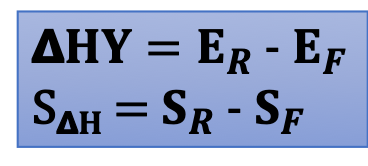 ΔHY = E_R - E_F
S_ΔH = S_R - S_F